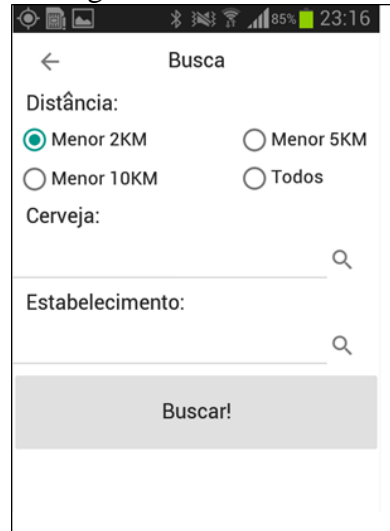 85% 23:16
Busca
Distância:
Menor 2KM Menor 5KM
Menor 10KM Todos
Cerveja:
Estabelecimento:
Buscar!